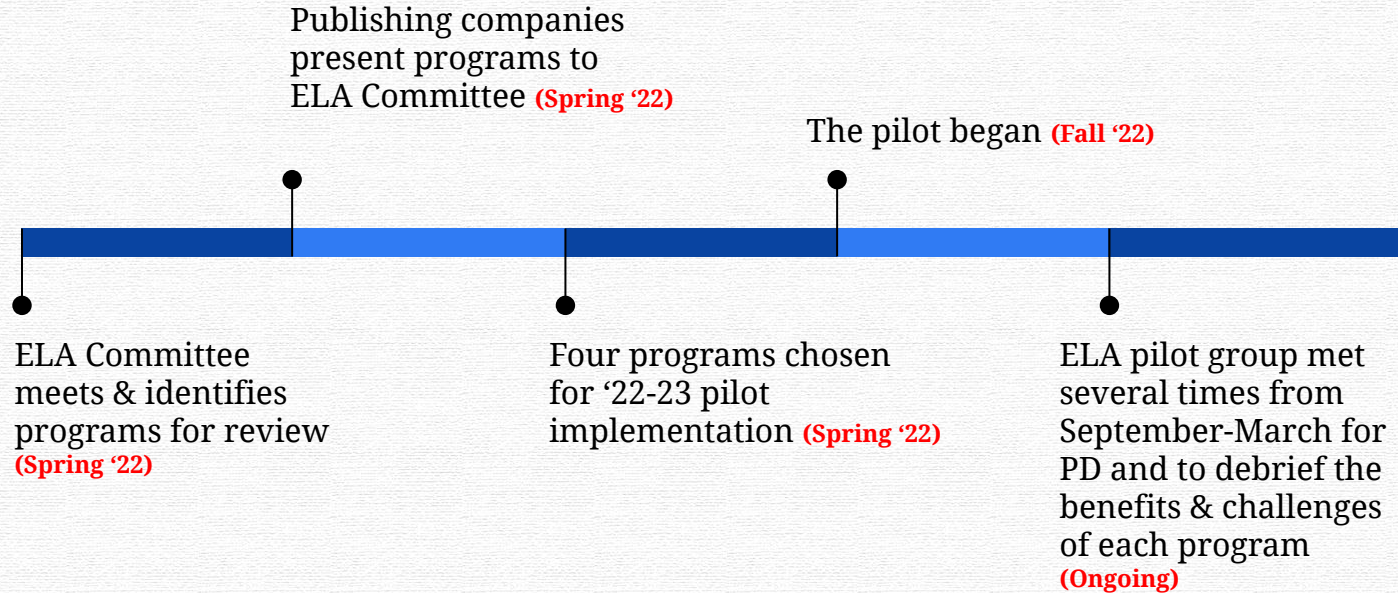 Publishing companies
present programs to
ELA Committee (Spring ‘22)
The pilot began (Fall ‘22)
ELA Committee
meets & identifies
programs for review
(Spring ‘22)
Four programs chosen
for ‘22-23 pilot
implementation (Spring ‘22)
ELA pilot group met
several times from
September-March for
PD and to debrief the
benefits & challenges
of each program
(Ongoing)